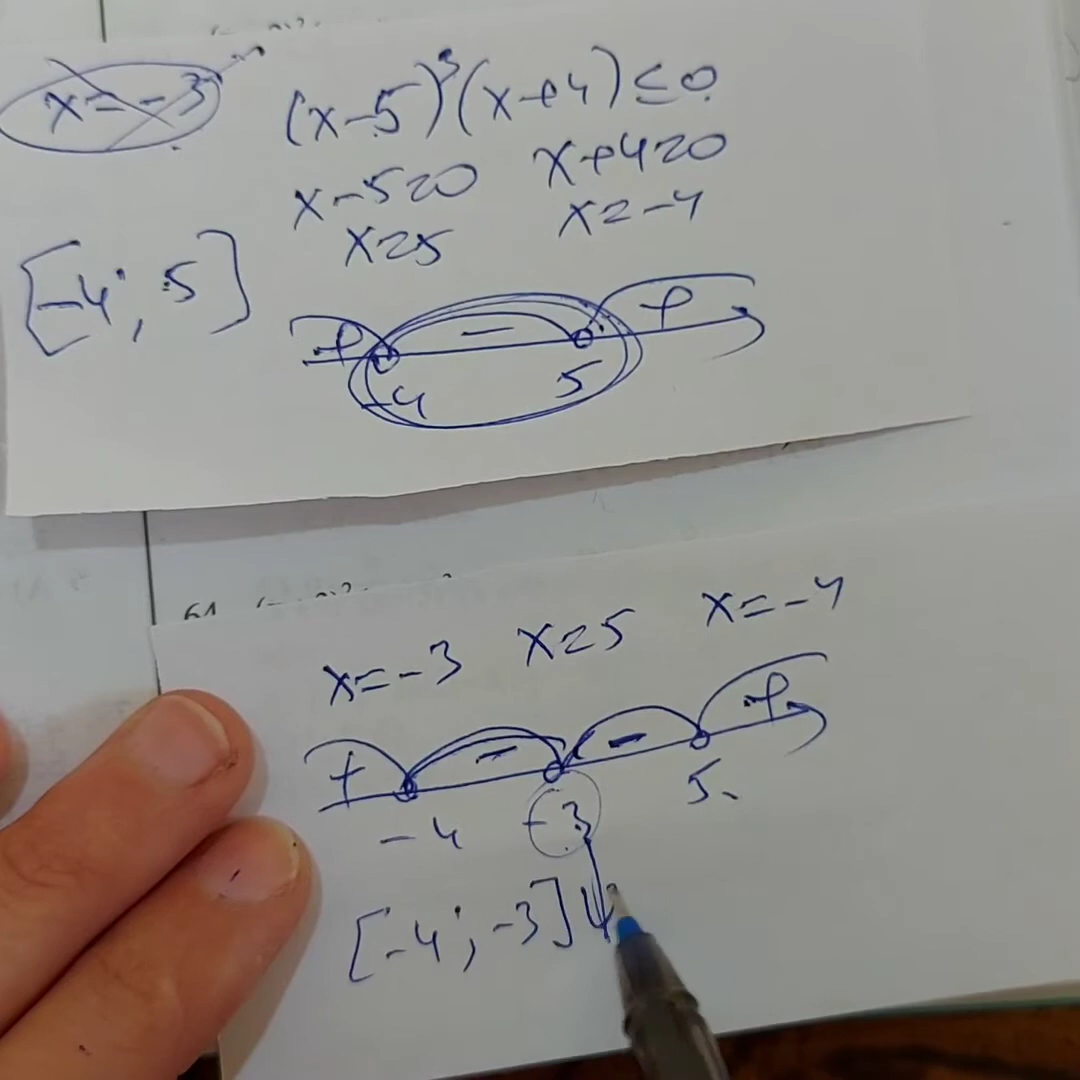 x=-3 (x-5)³(x+4)≤0
x-5=0 x+4=0
x=5 x=-4
[-4; 5]
+ - +
-4 5
61
x=-3 x=5 x=-4
+ - - +
-4 -3 5
[-4; -3]